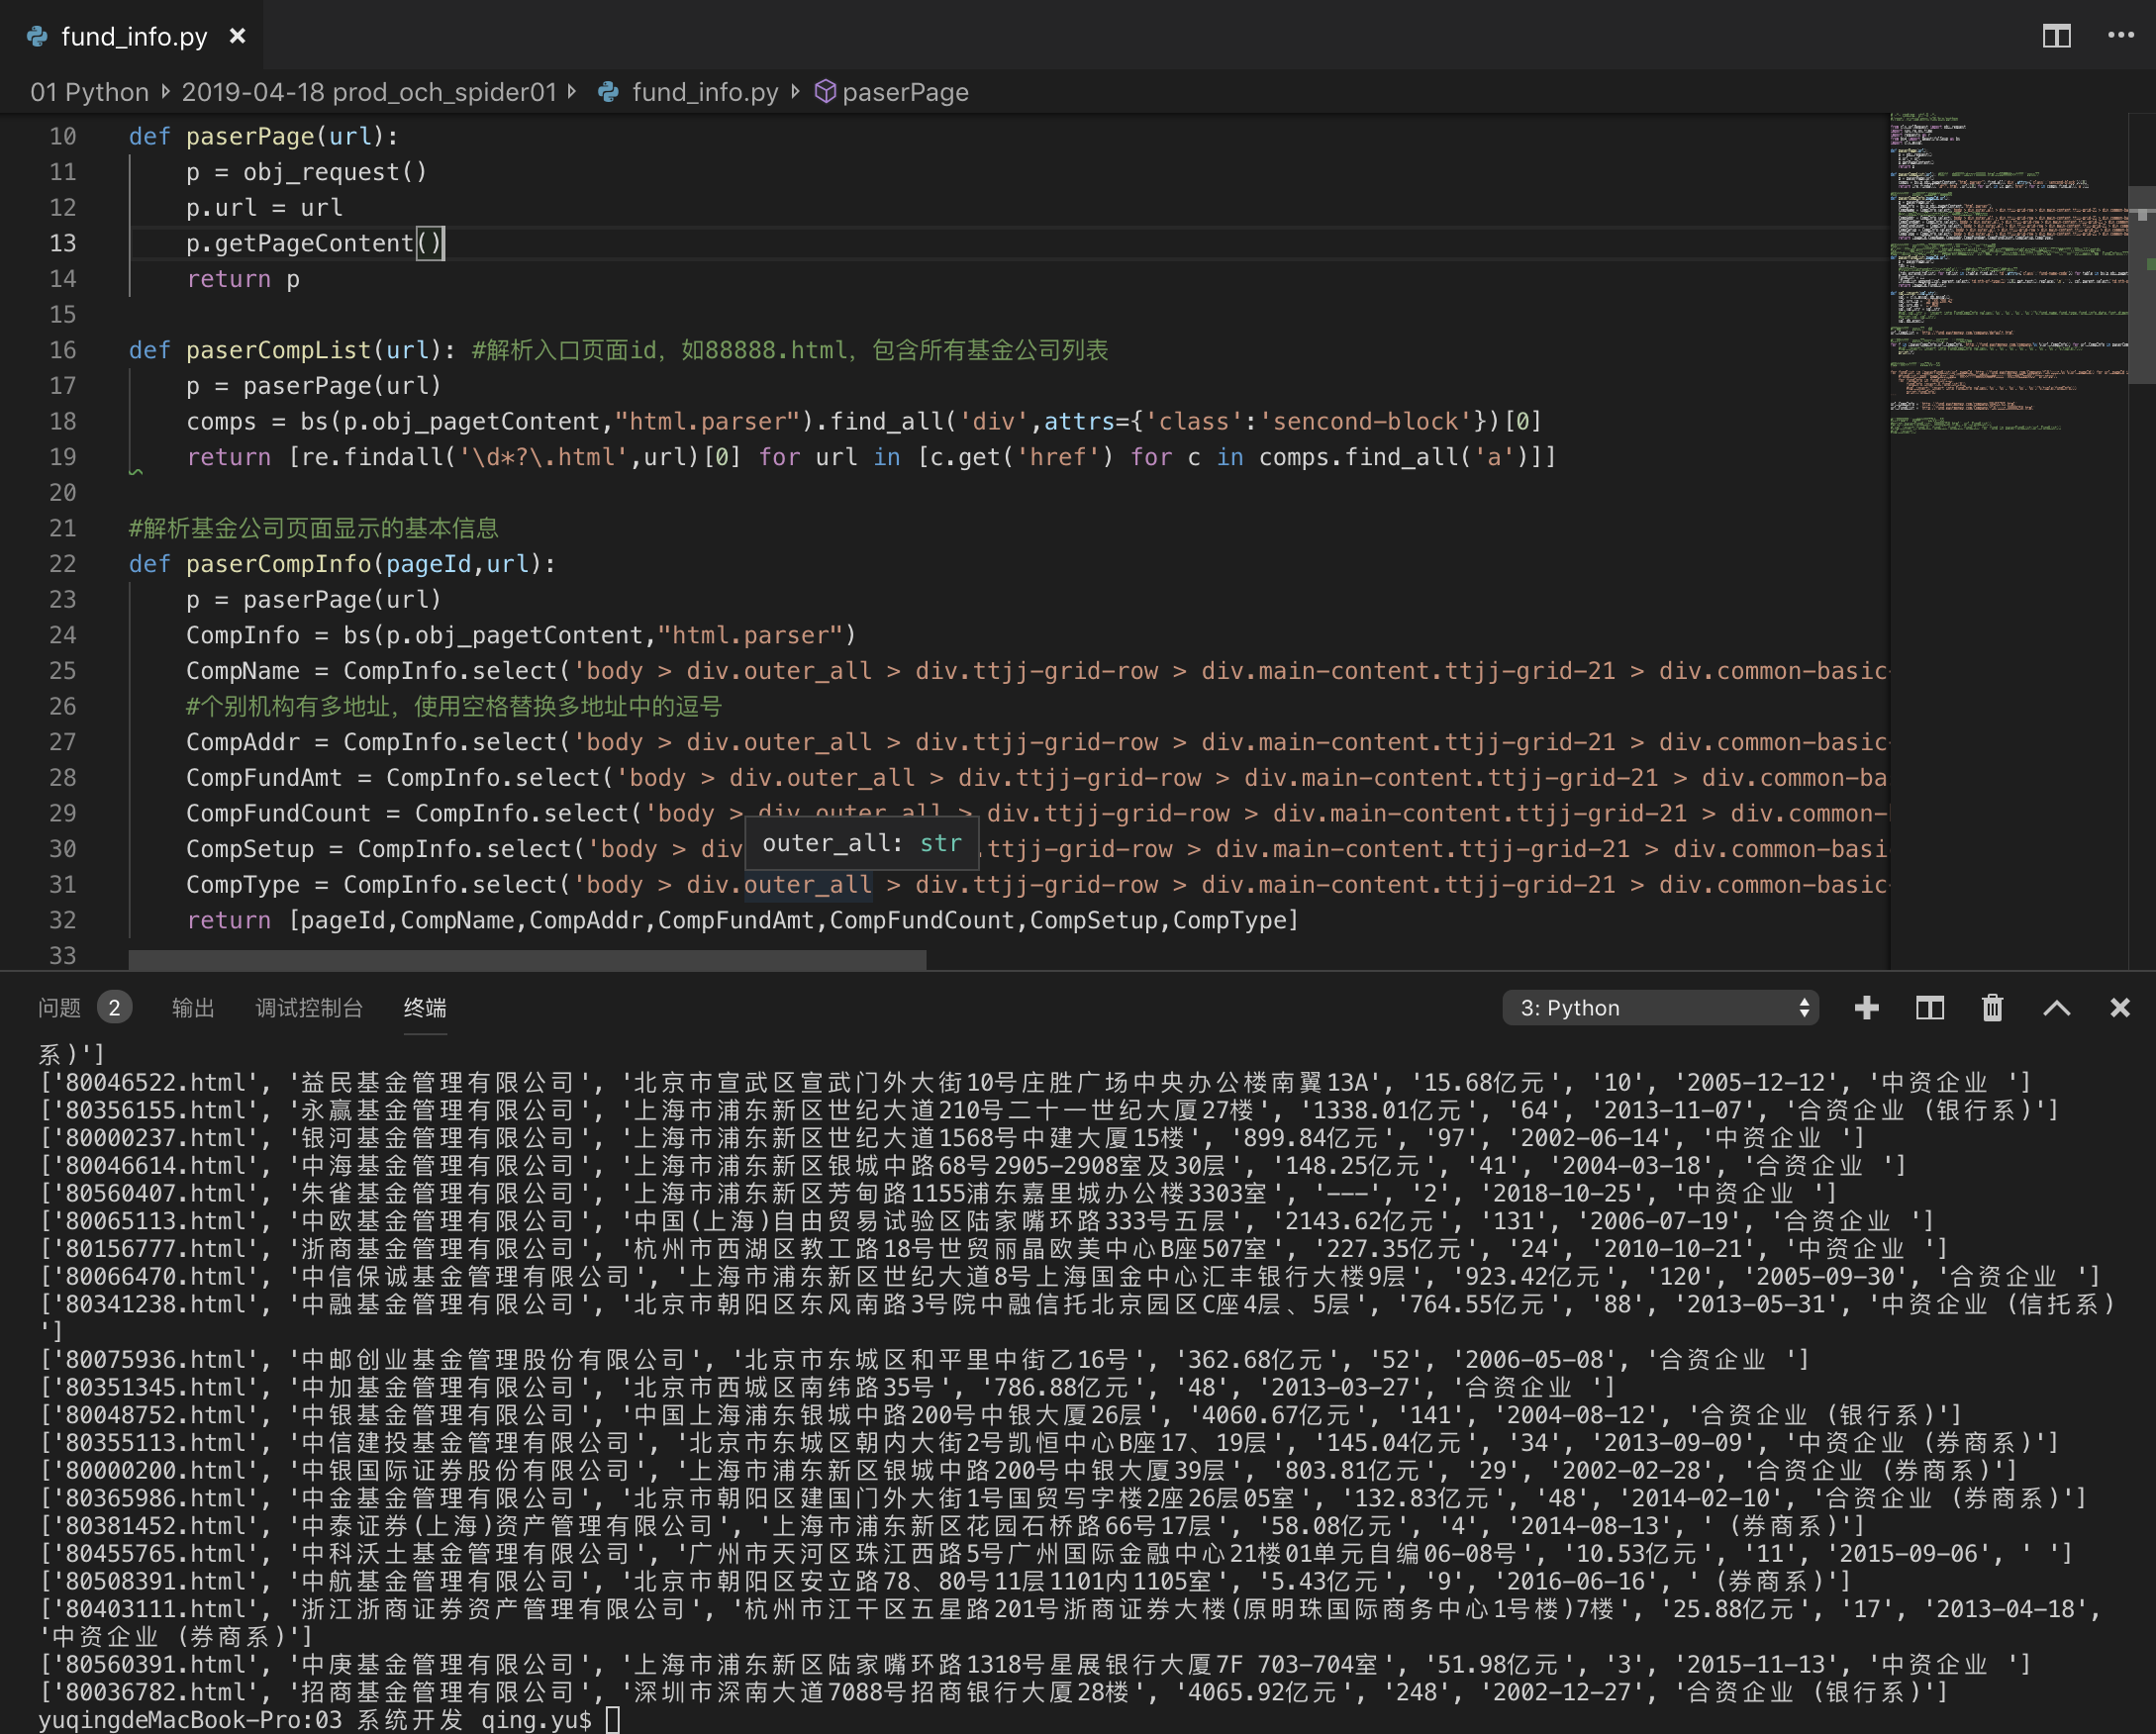 fund_info.py
01 Python 2019-04-18 prod_och_spider01 fund_info.py paserPage
10 def paserPage(url):
11 p = obj_request()
12 p.url = url
13 p.getPageContent()
14 return p
15
16 def paserCompList(url): #解析入口页面id，如88888.html，包含所有基金公司列表
17 p = paserPage(url)
18 comps = bs(p.obj_pagetContent,"html.parser").find_all('div',attrs={'class':'sencond-block'})[0]
19 return [re.findall('\d*?\.html',url)[0] for url in [c.get('href') for c in comps.find_all('a')]]
20
21 #解析基金公司页面显示的基本信息
22 def paserCompInfo(pageId,url):
23 p = paserPage(url)
24 CompInfo = bs(p.obj_pagetContent,"html.parser")
25 CompName = CompInfo.select('body > div.outer_all > div.ttjj-grid-row > div.main-content.ttjj-grid-21 > div.common-basic-
26 #个别机构有多地址，使用空格替换多地址中的逗号
27 CompAddr = CompInfo.select('body > div.outer_all > div.ttjj-grid-row > div.main-content.ttjj-grid-21 > div.common-basic-
28 CompFundAmt = CompInfo.select('body > div.outer_all > div.ttjj-grid-row > div.main-content.ttjj-grid-21 > div.common-ba
29 CompFundCount = CompInfo.select('body > div.outer_all > div.ttjj-grid-row > div.main-content.ttjj-grid-21 > div.common-
outer_all: str
30 CompSetup = CompInfo.select('body > div .ttjj-grid-row > div.main-content.ttjj-grid-21 > div.common-basi
31 CompType = CompInfo.select('body > div.outer_all > div.ttjj-grid-row > div.main-content.ttjj-grid-21 > div.common-basic-
32 return [pageId,CompName,CompAddr,CompFundAmt,CompFundCount,CompSetup,CompType]
33
问题 2 输出 调试控制台 终端 3: Python
系)']
['80046522.html', '益民基金管理有限公司', '北京市宣武区宣武门外大街10号庄胜广场中央办公楼南翼13A', '15.68亿元', '10', '2005-12-12', '中资企业 ']
['80356155.html', '永赢基金管理有限公司', '上海市浦东新区世纪大道210号二十一世纪大厦27楼', '1338.01亿元', '64', '2013-11-07', '合资企业 (银行系)']
['80000237.html', '银河基金管理有限公司', '上海市浦东新区世纪大道1568号中建大厦15楼', '899.84亿元', '97', '2002-06-14', '中资企业 ']
['80046614.html', '中海基金管理有限公司', '上海市浦东新区银城中路68号2905-2908室及30层', '148.25亿元', '41', '2004-03-18', '合资企业 ']
['80560407.html', '朱雀基金管理有限公司', '上海市浦东新区芳甸路1155浦东嘉里城办公楼3303室', '---', '2', '2018-10-25', '中资企业 ']
['80065113.html', '中欧基金管理有限公司', '中国(上海)自由贸易试验区陆家嘴环路333号五层', '2143.62亿元', '131', '2006-07-19', '合资企业 ']
['80156777.html', '浙商基金管理有限公司', '杭州市西湖区教工路18号世贸丽晶欧美中心B座507室', '227.35亿元', '24', '2010-10-21', '中资企业 ']
['80066470.html', '中信保诚基金管理有限公司', '上海市浦东新区世纪大道8号上海国金中心汇丰银行大楼9层', '923.42亿元', '120', '2005-09-30', '合资企业 ']
['80341238.html', '中融基金管理有限公司', '北京市朝阳区东风南路3号院中融信托北京园区C座4层、5层', '764.55亿元', '88', '2013-05-31', '中资企业 (信托系)
']
['80075936.html', '中邮创业基金管理股份有限公司', '北京市东城区和平里中街乙16号', '362.68亿元', '52', '2006-05-08', '合资企业 ']
['80351345.html', '中加基金管理有限公司', '北京市西城区南纬路35号', '786.88亿元', '48', '2013-03-27', '合资企业 ']
['80048752.html', '中银基金管理有限公司', '中国上海浦东银城中路200号中银大厦26层', '4060.67亿元', '141', '2004-08-12', '合资企业 (银行系)']
['80355113.html', '中信建投基金管理有限公司', '北京市东城区朝内大街2号凯恒中心B座17、19层', '145.04亿元', '34', '2013-09-09', '中资企业 (券商系)']
['80000200.html', '中银国际证券股份有限公司', '上海市浦东新区银城中路200号中银大厦39层', '803.81亿元', '29', '2002-02-28', '合资企业 (券商系)']
['80365986.html', '中金基金管理有限公司', '北京市朝阳区建国门外大街1号国贸写字楼2座26层05室', '132.83亿元', '48', '2014-02-10', '合资企业 (券商系)']
['80381452.html', '中泰证券(上海)资产管理有限公司', '上海市浦东新区花园石桥路66号17层', '58.08亿元', '4', '2014-08-13', ' (券商系)']
['80455765.html', '中科沃土基金管理有限公司', '广州市天河区珠江西路5号广州国际金融中心21楼01单元自编06-08号', '10.53亿元', '11', '2015-09-06', ' ']
['80508391.html', '中航基金管理有限公司', '北京市朝阳区安立路78、80号11层1101内1105室', '5.43亿元', '9', '2016-06-16', ' (券商系)']
['80403111.html', '浙江浙商证券资产管理有限公司', '杭州市江干区五星路201号浙商证券大楼(原明珠国际商务中心1号楼)7楼', '25.88亿元', '17', '2013-04-18',
'中资企业 (券商系)']
['80560391.html', '中庚基金管理有限公司', '上海市浦东新区陆家嘴环路1318号星展银行大厦7F 703-704室', '51.98亿元', '3', '2015-11-13', '中资企业 ']
['80036782.html', '招商基金管理有限公司', '深圳市深南大道7088号招商银行大厦28楼', '4065.92亿元', '248', '2002-12-27', '合资企业 (银行系)']
yuqingdeMacBook-Pro:03 系统开发 qing.yu$